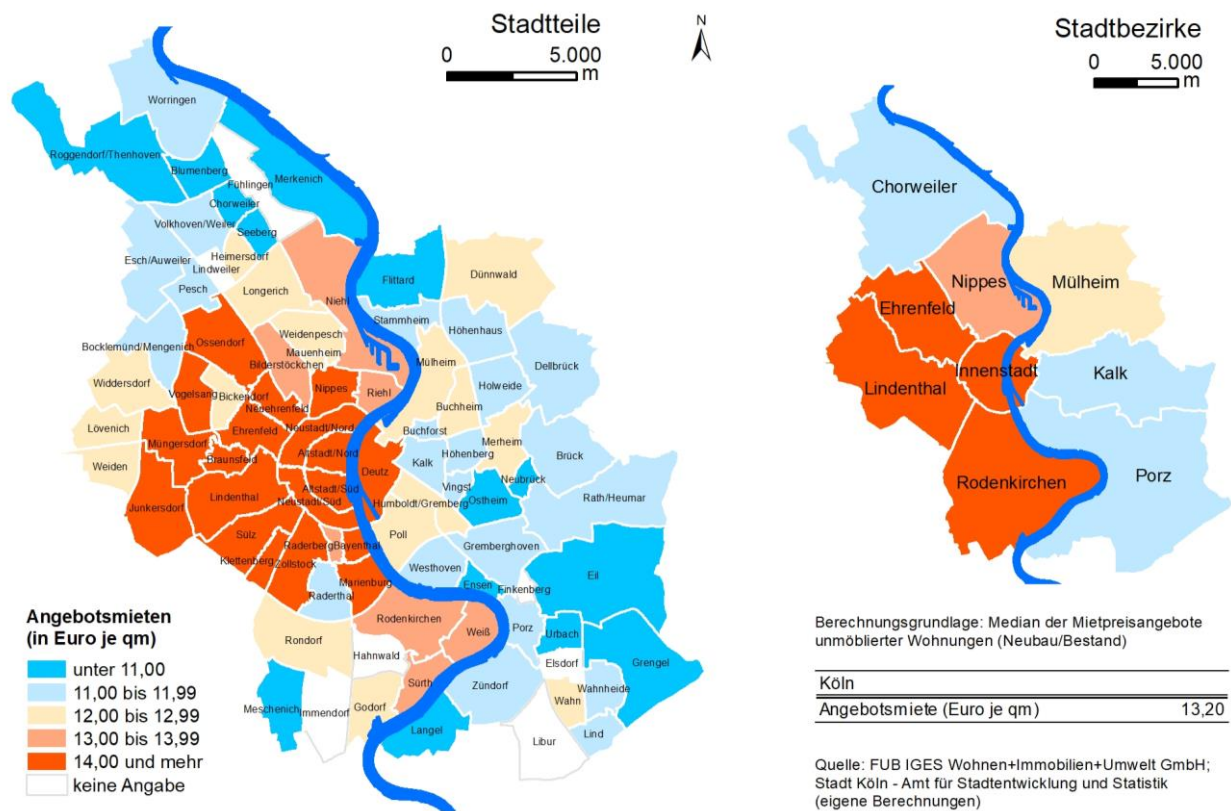 Stadtteile
0 5.000
m
N
Worringen
Roggendorf/Thenhoven
Blumenberg
Fühlingen
Merkenich
Chorweiler
Volkhoven/Weiler
Seeberg
Heimersdorf
Esch/Auweiler
Lindweiler
Pesch
Longerich
Niehl
Flittard
Dünnwald
Stammheim
Höhenhaus
Weidenpesch
Ossendorf
Mauenheim
Bocklemünd/Mengenich
Bilderstöckchen
Mülheim
Dellbrück
Holweide
Widdersdorf
Nippes
Riehl
Vogelsang
Bickendorf
Buchheim
Neuehrenfeld
Lövenich
Ehrenfeld
Neustadt/Nord
Buchforst
Merheim
Müngersdorf
Altstadt/Nord
Höhenberg
Brück
Weiden
Braunsfeld
Deutz
Kalk
Neubrück
Vingst
Junkersdorf
Lindenthal
Altstadt/Süd
Neustadt/Süd
Humboldt/Gremberg
Ostheim
Rath/Heumar
Sülz
Poll
Raderberg
Bayenthal
Gremberghoven
Klettenberg
Zollstock
Westhoven
Eil
Marienburg
Raderthal
Ensen
Finkenberg
Rodenkirchen
Rondorf
Weiß
Porz
Urbach
Hahnwald
Elsdorf
Grengel
Sürth
Zündorf
Wahnheide
Meschenich
Immendorf
Godorf
Wahn
Langel
Libur
Lind
Angebotsmieten
(in Euro je qm)
unter 11,00
11,00 bis 11,99
12,00 bis 12,99
13,00 bis 13,99
14,00 und mehr
keine Angabe
Stadtbezirke
0 5.000
m
Chorweiler
Nippes
Mülheim
Ehrenfeld
Innenstadt
Kalk
Lindenthal
Rodenkirchen
Porz
Berechnungsgrundlage: Median der Mietpreisangebote
unmöblierter Wohnungen (Neubau/Bestand)
Köln
Angebotsmiete (Euro je qm) 13,20
Quelle: FUB IGES Wohnen+Immobilien+Umwelt GmbH;
Stadt Köln - Amt für Stadtentwicklung und Statistik
(eigene Berechnungen)